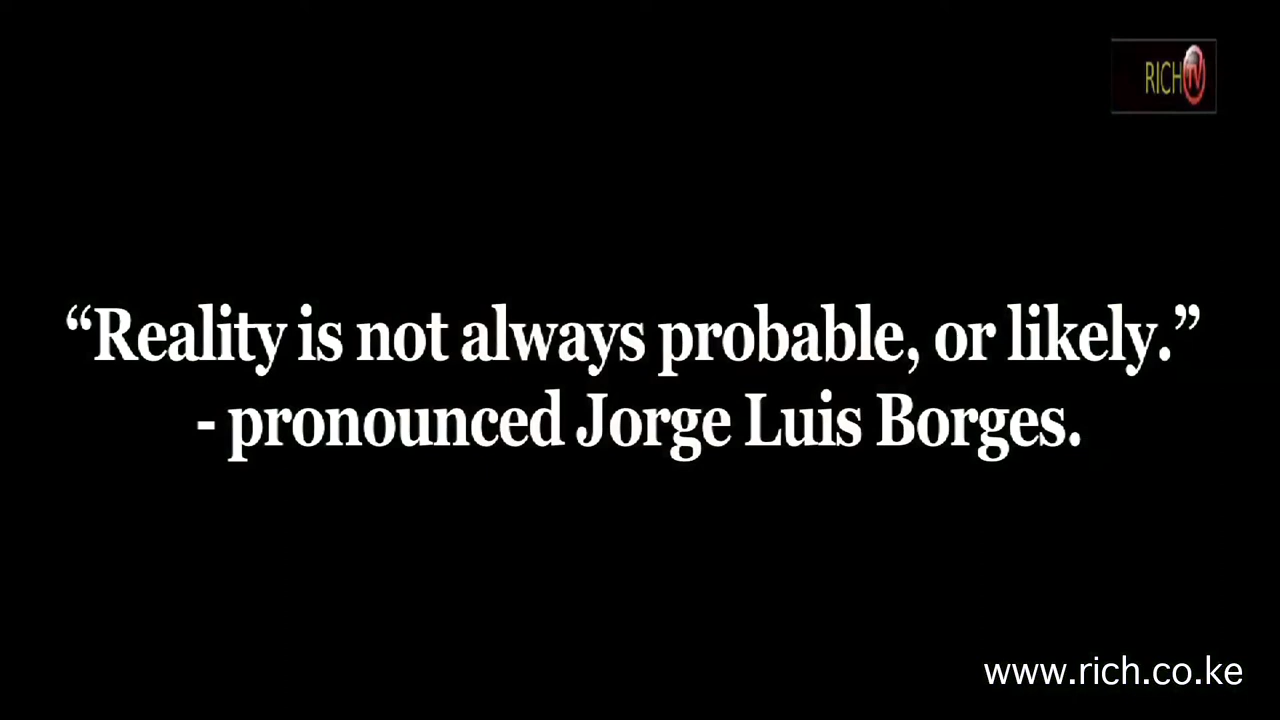 RICH TV
“Reality is not always probable, or likely.”
- pronounced Jorge Luis Borges.
www.rich.co.ke